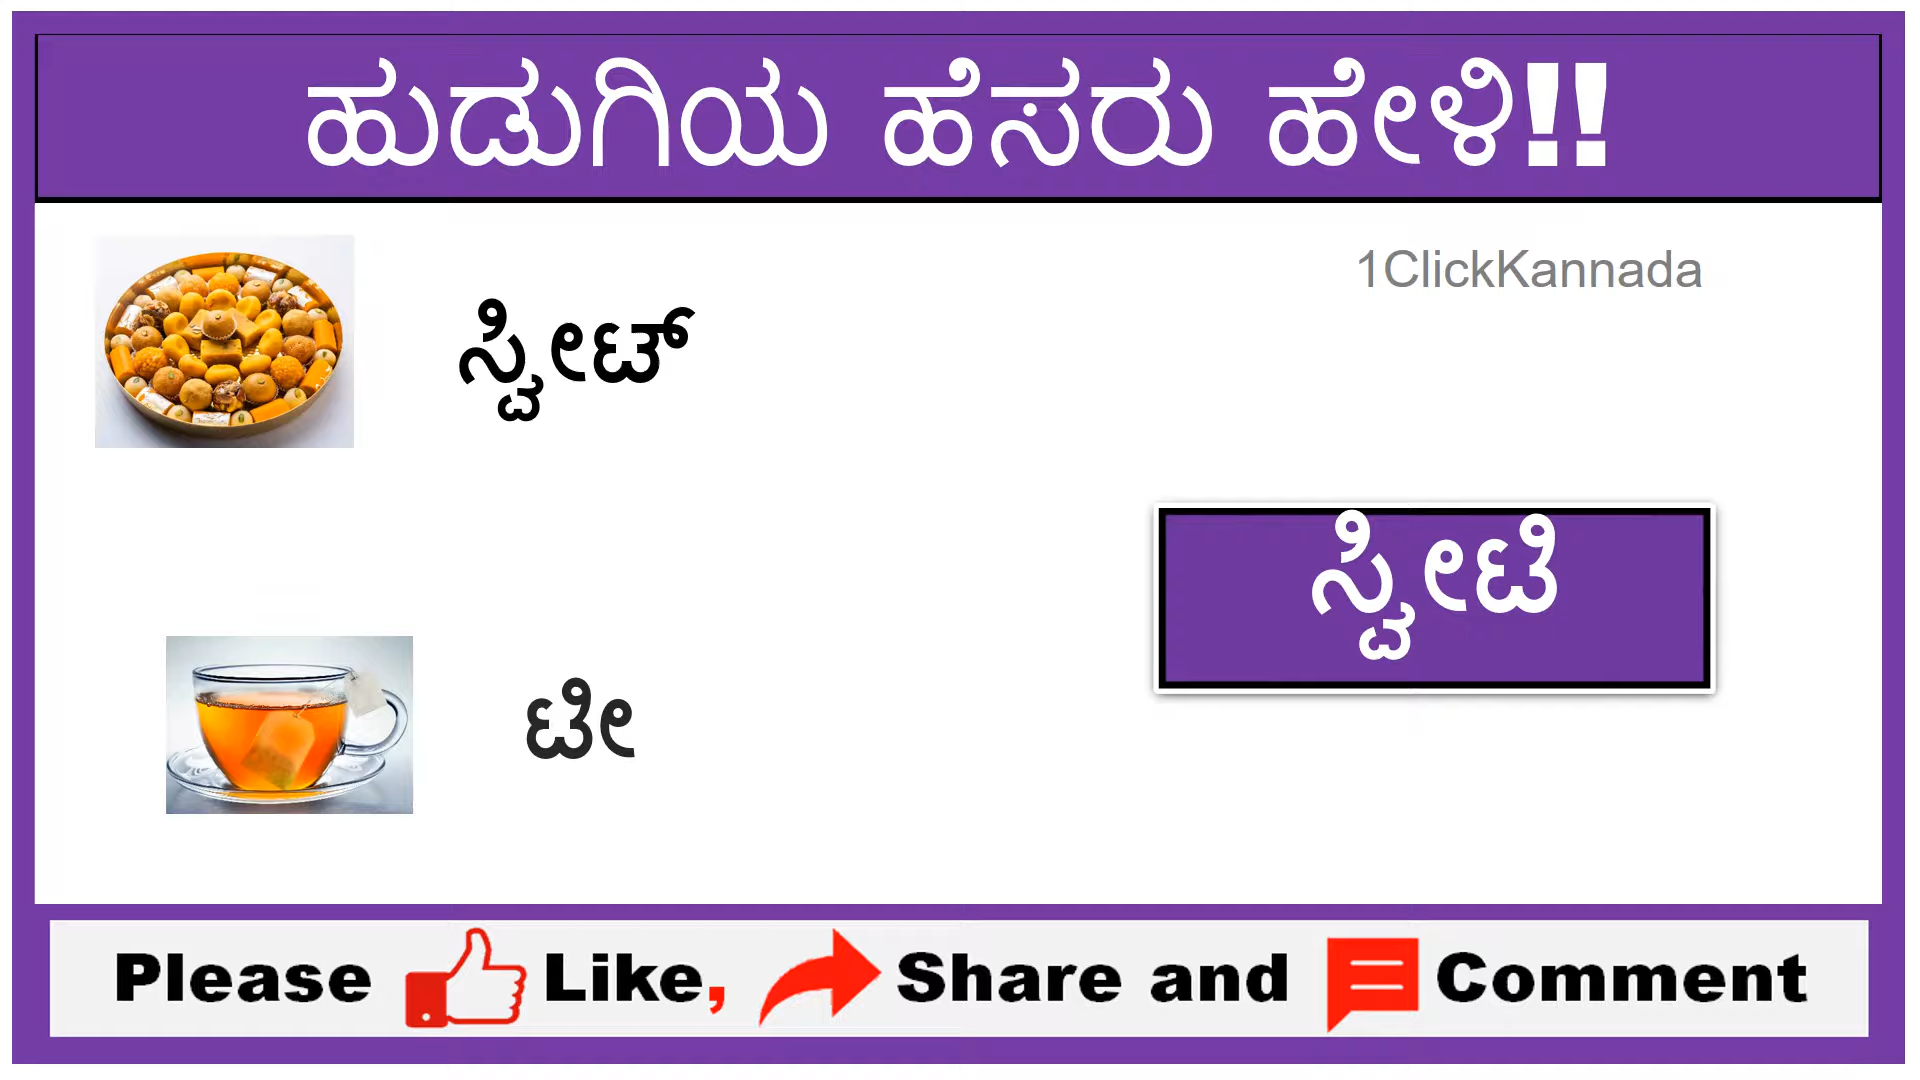 ಹುಡುಗಿಯ ಹೆಸರು ಹೇಳಿ!!
1ClickKannada
ಸ್ವೀಟ್
ಸ್ವೀಟಿ
ಟೀ
Please Like, Share and Comment